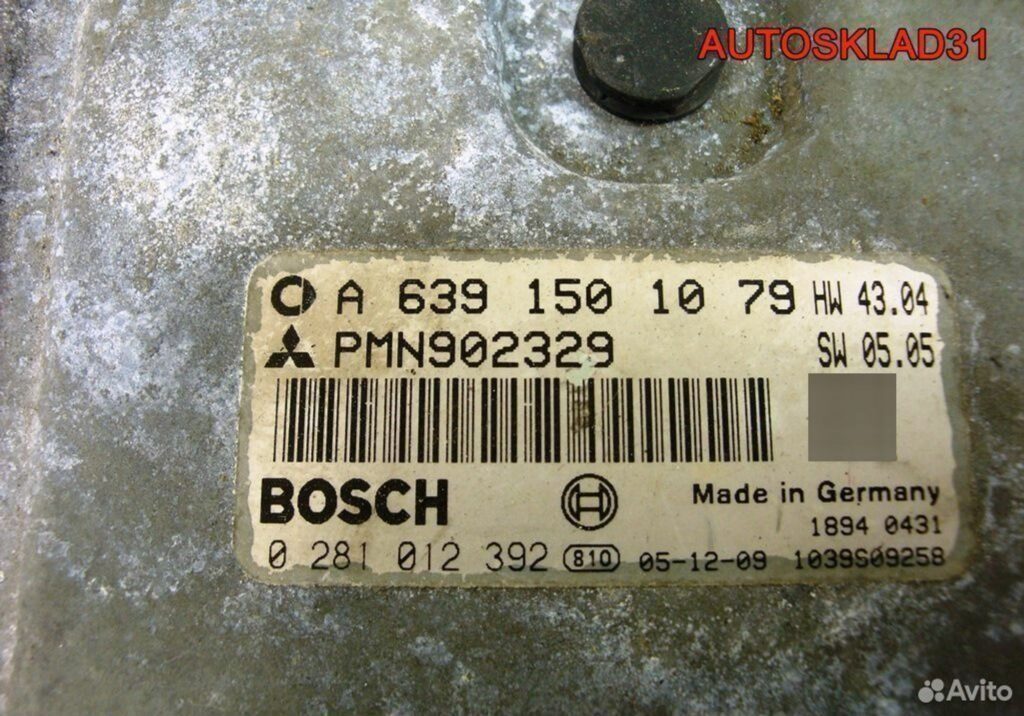 AUTOSKLAD31
A 639 150 10 79 HW 43.04
PMN902329 SW 05.05
BOSCH Made in Germany
1894 0431
0 281 012 392 810 05-12-09 1039S09258
Avito